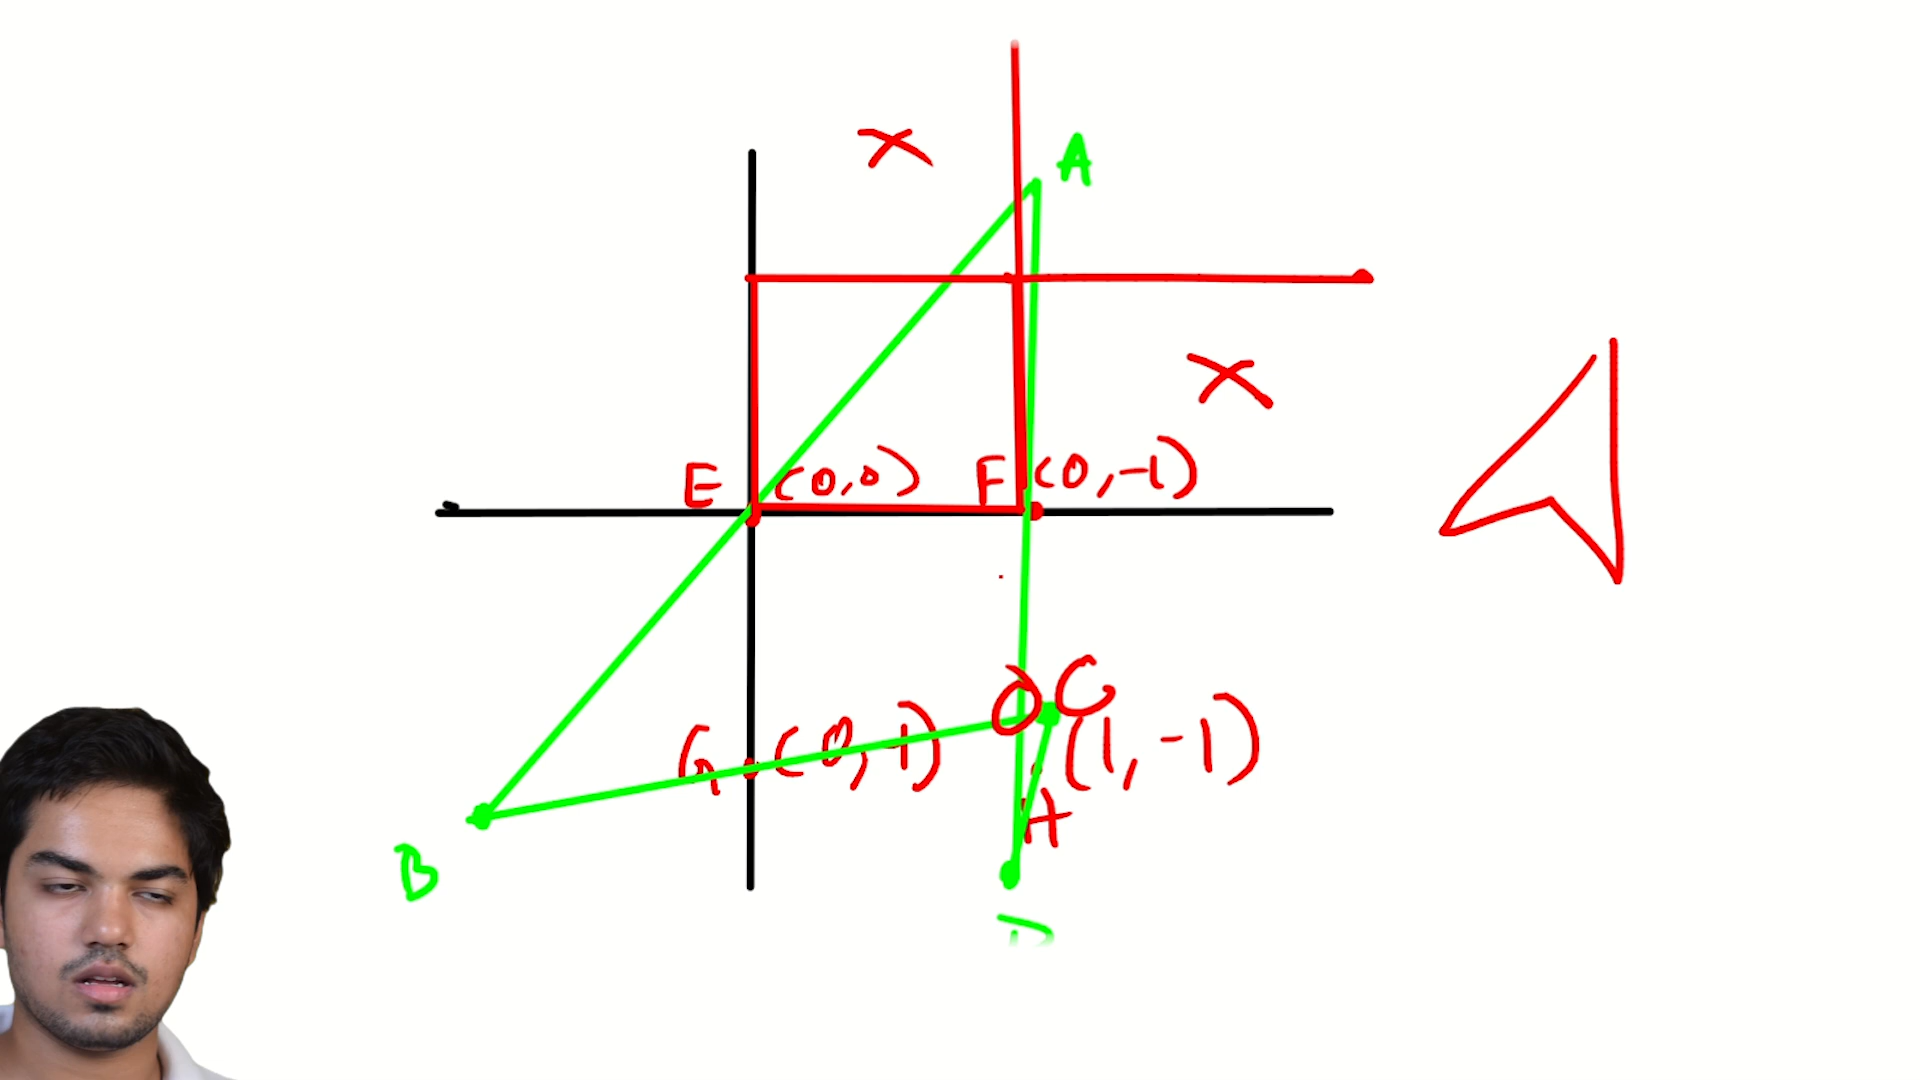 x
A
x
E (0,0) F (0,-1)
C
G (0,-1) (1,-1)
H
B
D